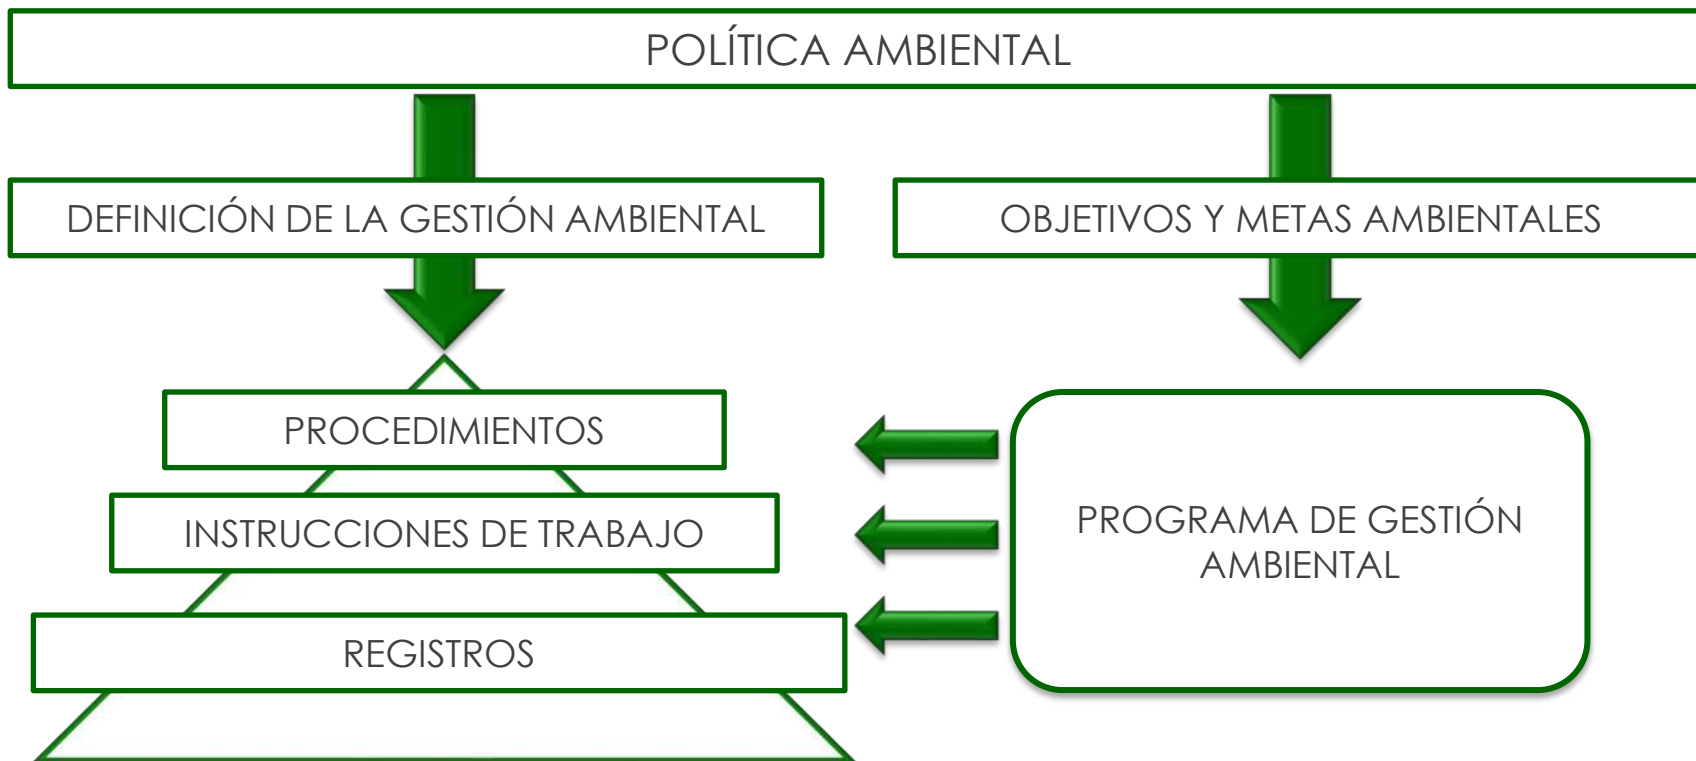 POLÍTICA AMBIENTAL
DEFINICIÓN DE LA GESTIÓN AMBIENTAL
OBJETIVOS Y METAS AMBIENTALES
PROCEDIMIENTOS
INSTRUCCIONES DE TRABAJO
REGISTROS
PROGRAMA DE GESTIÓN
AMBIENTAL